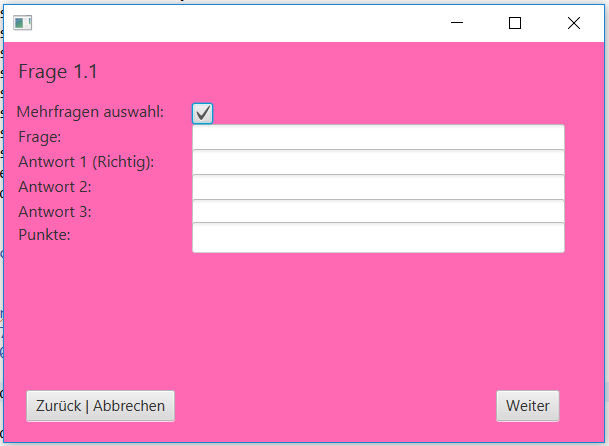 Frage 1.1
Mehrfragen auswahl:
Frage:
Antwort 1 (Richtig):
Antwort 2:
Antwort 3:
Punkte:
Zurück | Abbrechen
Weiter